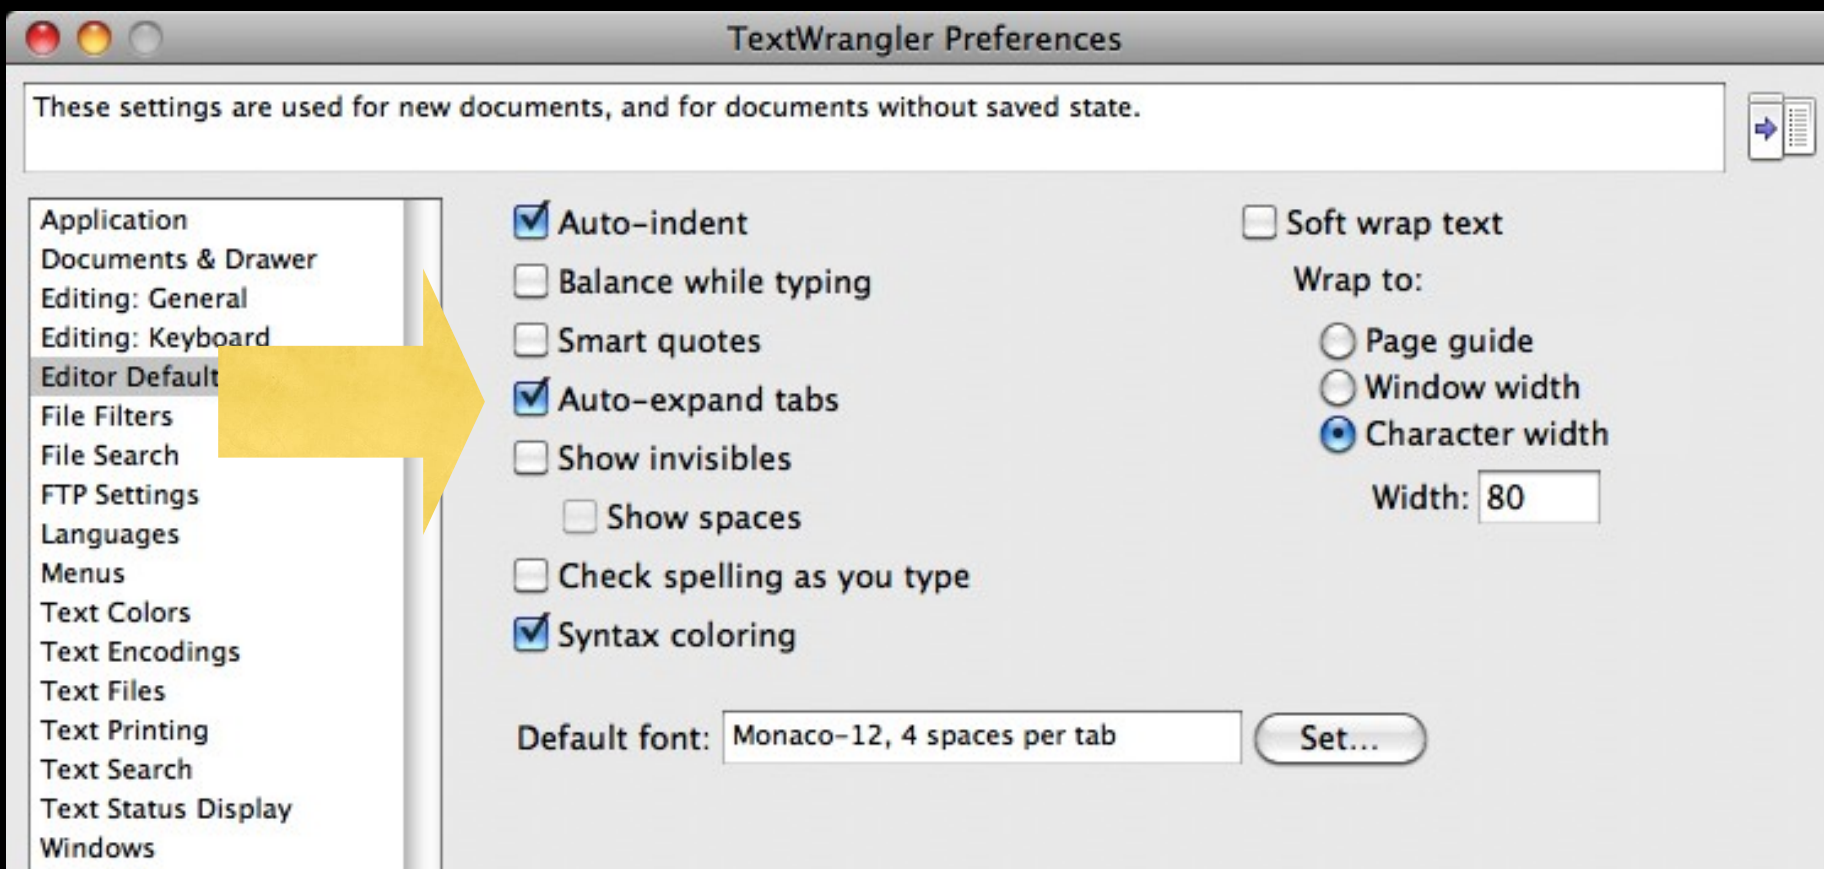 TextWrangler Preferences
These settings are used for new documents, and for documents without saved state.
Application
Documents & Drawer
Editing: General
Editing: Keyboard
Editor Default
File Filters
File Search
FTP Settings
Languages
Menus
Text Colors
Text Encodings
Text Files
Text Printing
Text Search
Text Status Display
Windows
Auto-indent
Balance while typing
Smart quotes
Auto-expand tabs
Show invisibles
Show spaces
Check spelling as you type
Syntax coloring
Default font: Monaco-12, 4 spaces per tab Set...
Soft wrap text
Wrap to:
Page guide
Window width
Character width
Width: 80